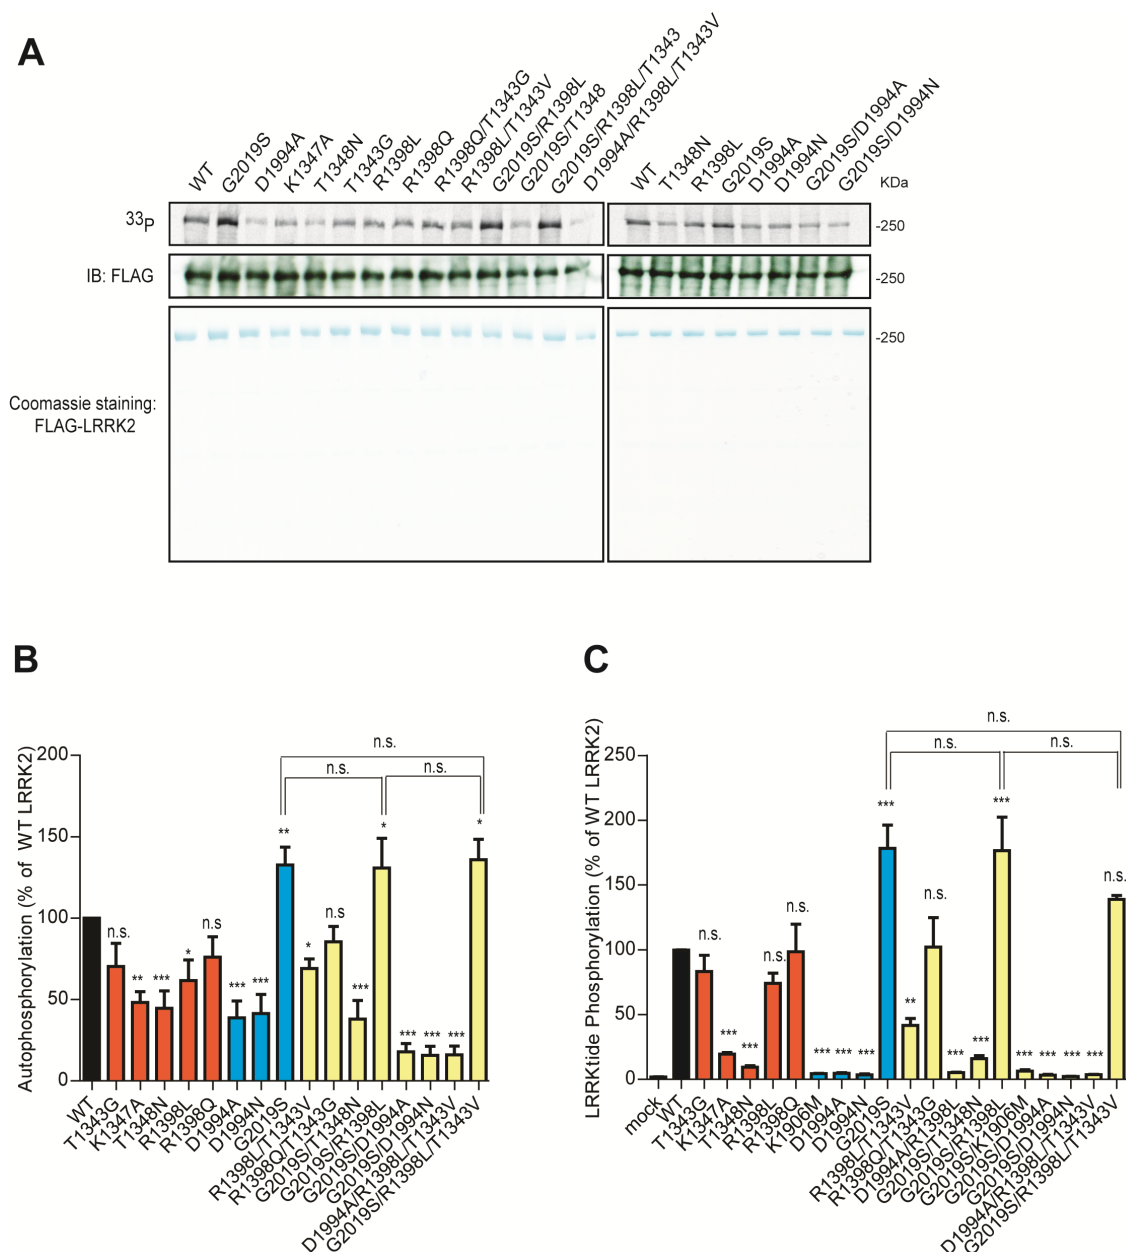 A
WT
G2019S
D1994A
K1347A
T1348N
T1343G
R1398L
R1398Q
R1398Q/T1343G
R1398L/T1343V
G2019S/R1398L
G2019S/T1348
G2019S/R1398L/T1343
D1994A/R1398L/T1343V
WT
T1348N
R1398L
G2019S
D1994A
D1994N
G2019S/D1994A
G2019S/D1994N
KDa
33P
-250
IB: FLAG
-250
-250
Coomassie staining:
FLAG-LRRK2
B
Autophosphorylation (% of WT LRRK2)
200
150
100
50
0
n.s.
n.s.
n.s.
n.s.
**
***
*
n.s
***
***
**
*
n.s
***
*
***
***
***
*
WT
T1343G
K1347A
T1348N
R1398L
R1398Q
D1994A
D1994N
G2019S
R1398L/T1343V
R1398Q/T1343G
G2019S/T1348N
G2019S/R1398L
G2019S/D1994A
G2019S/D1994N
D1994A/R1398L/T1343V
G2019S/R1398L/T1343V
C
LRRKtide Phosphorylation (% of WT LRRK2)
250
200
150
100
50
0
n.s.
n.s.
n.s.
n.s.
***
***
n.s.
n.s.
***
***
***
***
**
n.s.
***
***
***
***
***
***
***
n.s.
mock
WT
T1343G
K1347A
T1348N
R1398L
R1398Q
K1906M
D1994A
D1994N
G2019S
R1398L/T1343V
R1398Q/T1343G
D1994A/R1398L
G2019S/T1348N
G2019S/R1398L
G2019S/K1906M
G2019S/D1994A
G2019S/D1994N
D1994A/R1398L/T1343V
G2019S/R1398L/T1343V